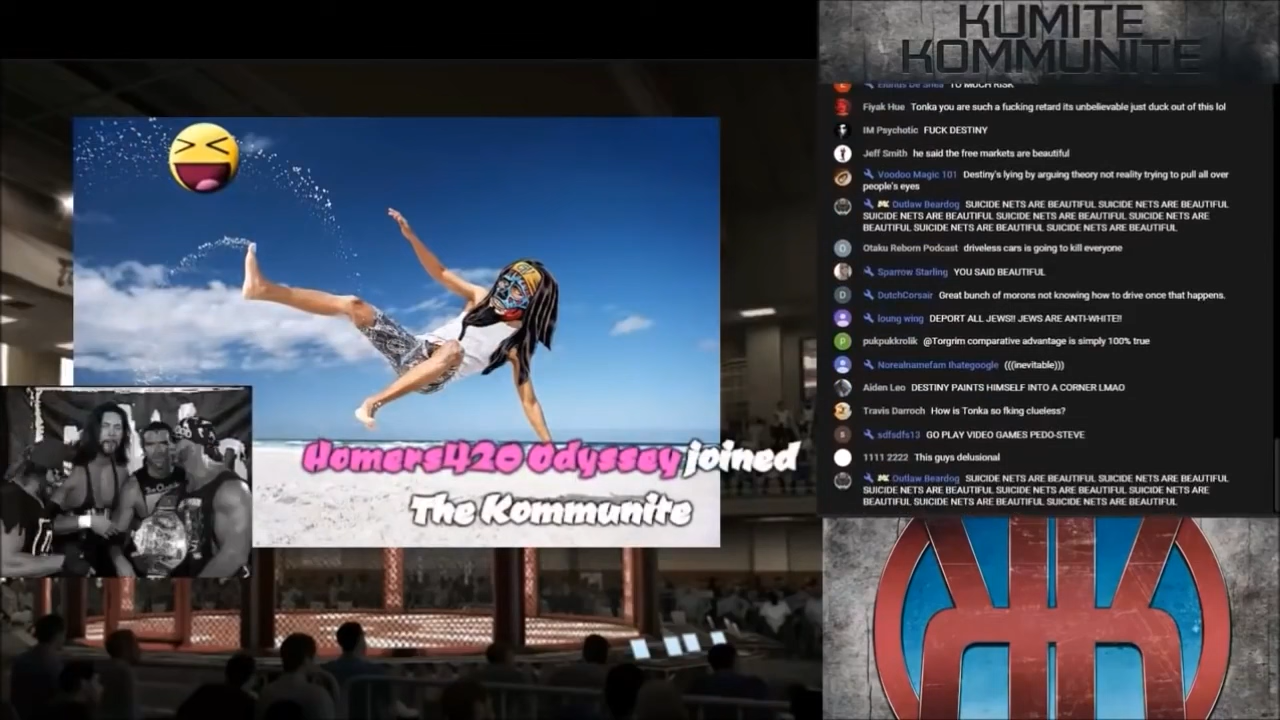 KUMITE
KOMMUNITE
TO MUCH RISK
Fiyak Hue Tonka you are such a fucking retard its unbelievable just duck out of this lol
IM Psychotic FUCK DESTINY
Jeff Smith he said the free markets are beautiful
Voodoo Magic 101 Destiny's lying by arguing theory not reality trying to pull all over
people's eyes
Outlaw Beardog SUICIDE NETS ARE BEAUTIFUL SUICIDE NETS ARE BEAUTIFUL
SUICIDE NETS ARE BEAUTIFUL SUICIDE NETS ARE BEAUTIFUL SUICIDE NETS ARE
BEAUTIFUL SUICIDE NETS ARE BEAUTIFUL SUICIDE NETS ARE BEAUTIFUL
Otaku Reborn Podcast driveless cars is going to kill everyone
Sparrow Starling YOU SAID BEAUTIFUL
DutchCorsair Great bunch of morons not knowing how to drive once that happens.
D
loung wing DEPORT ALL JEWS!! JEWS ARE ANTI-WHITE!!
P pukpukkrolik @Torgrim comparative advantage is simply 100% true
Norealnamefam Ihategoogle (((inevitable)))
Aiden Leo DESTINY PAINTS HIMSELF INTO A CORNER LMAO
Travis Darroch How is Tonka so fking clueless?
S sdfsdfs13 GO PLAY VIDEO GAMES PEDO-STEVE
1111 2222 This guys delusional
Outlaw Beardog SUICIDE NETS ARE BEAUTIFUL SUICIDE NETS ARE BEAUTIFUL
SUICIDE NETS ARE BEAUTIFUL SUICIDE NETS ARE BEAUTIFUL SUICIDE NETS ARE
BEAUTIFUL SUICIDE NETS ARE BEAUTIFUL SUICIDE NETS ARE BEAUTIFUL
Homers420 Odyssey joined
The Kommunite